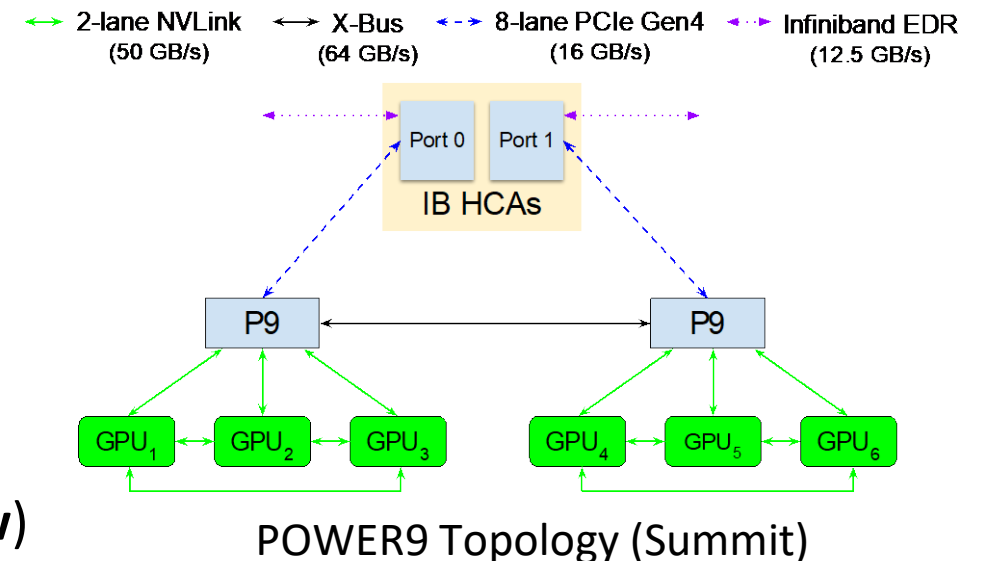 2-lane NVLink X-Bus 8-lane PCIe Gen4 Infiniband EDR
(50 GB/s) (64 GB/s) (16 GB/s) (12.5 GB/s)
Port 0 Port 1
IB HCAs
P9 P9
GPU1 GPU2 GPU3 GPU4 GPU5 GPU6
POWER9 Topology (Summit)